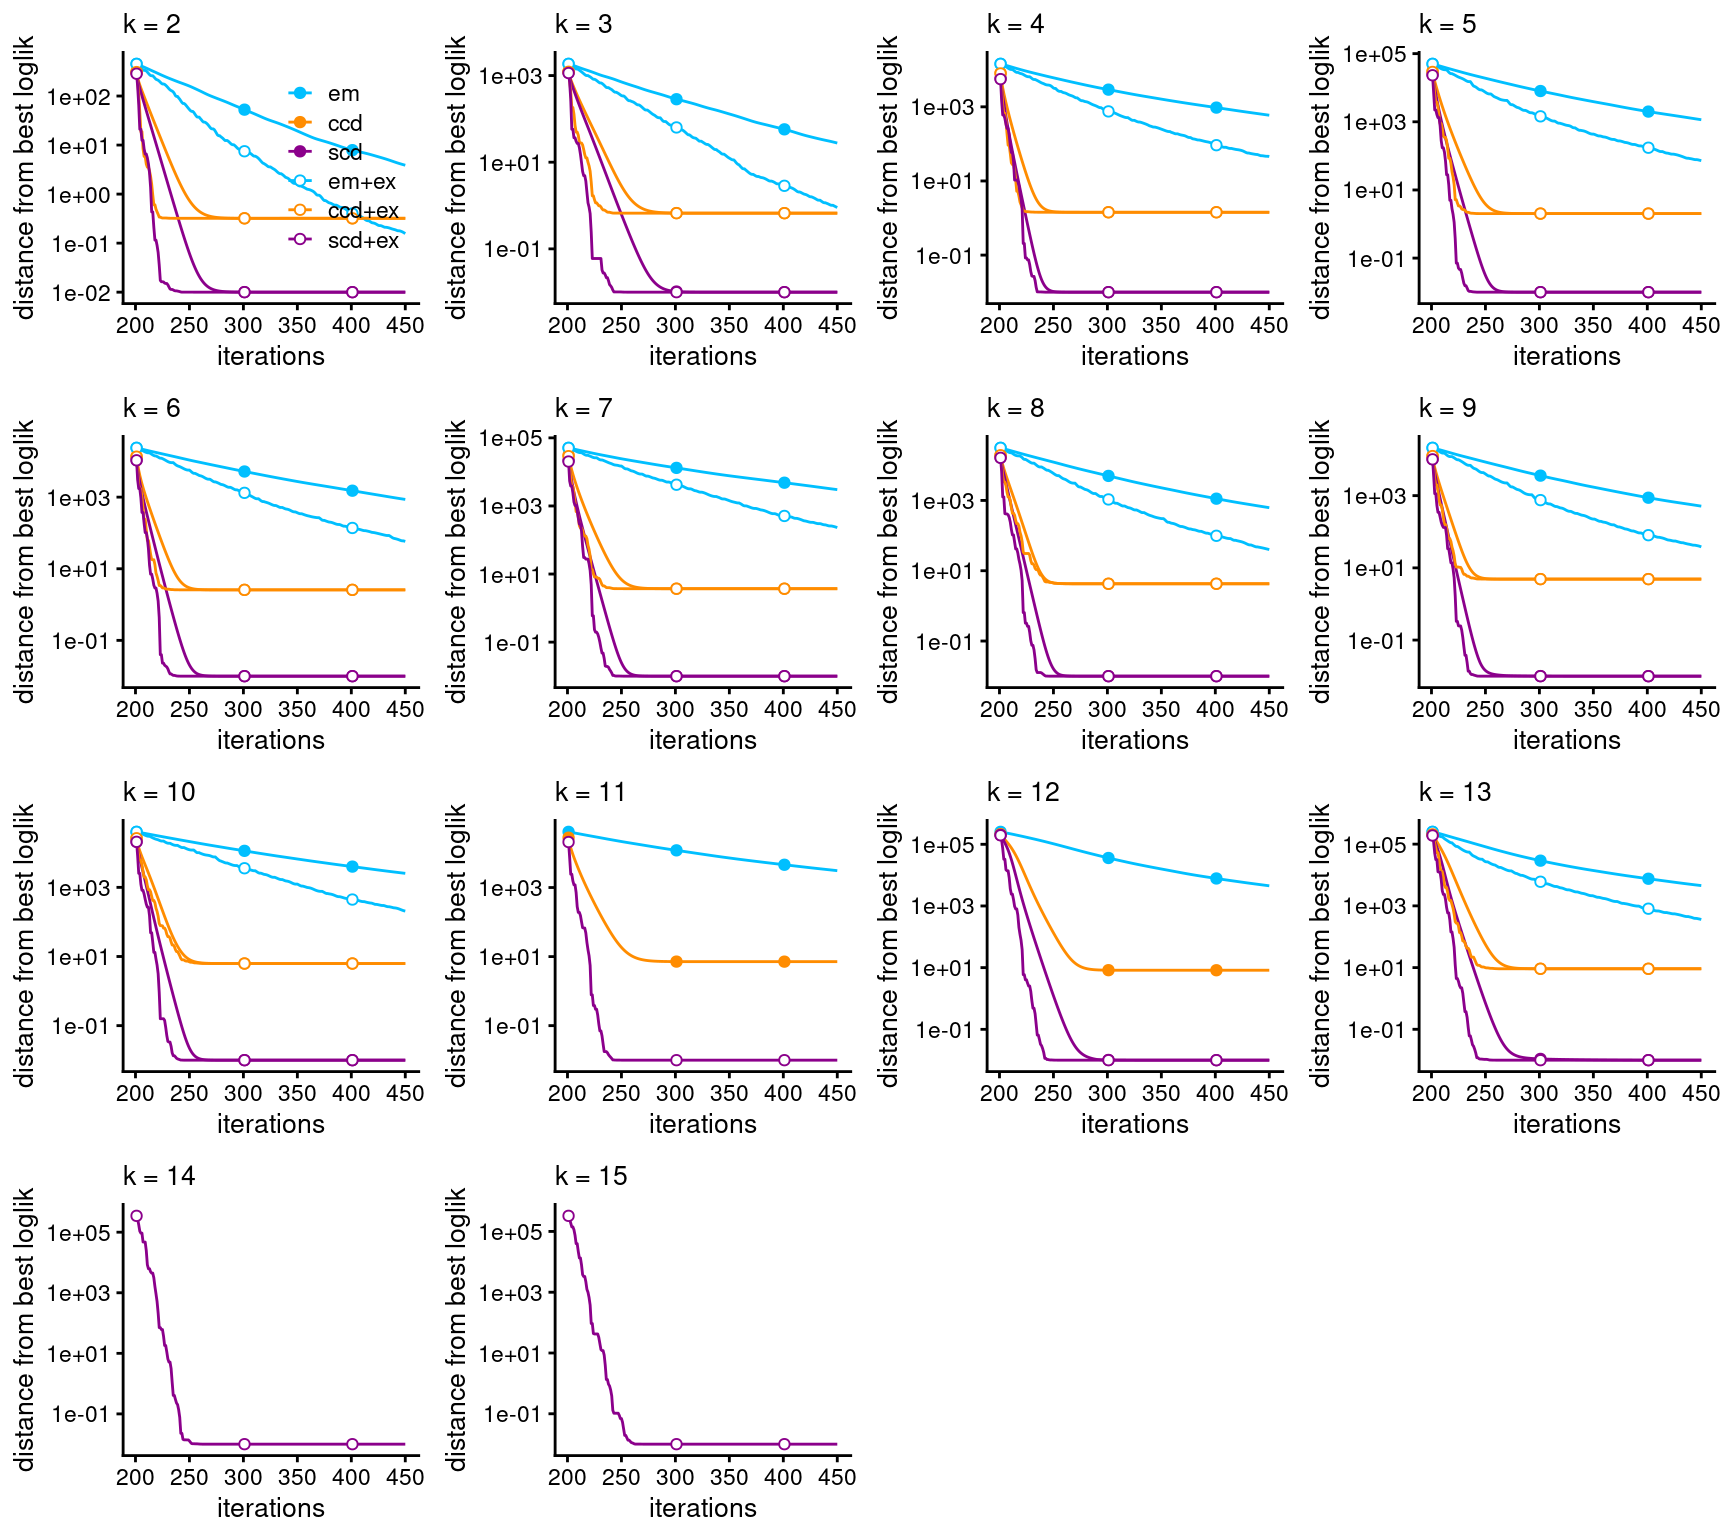 k = 2
distance from best loglik
1e+02
1e+01
1e+00
1e-01
1e-02
em
ccd
scd
em+ex
ccd+ex
scd+ex
200 250 300 350 400 450
iterations
k = 3
distance from best loglik
1e+03
1e+01
1e-01
200 250 300 350 400 450
iterations
k = 4
distance from best loglik
1e+03
1e+01
1e-01
200 250 300 350 400 450
iterations
k = 5
distance from best loglik
1e+05
1e+03
1e+01
1e-01
200 250 300 350 400 450
iterations
k = 6
distance from best loglik
1e+03
1e+01
1e-01
200 250 300 350 400 450
iterations
k = 7
distance from best loglik
1e+05
1e+03
1e+01
1e-01
200 250 300 350 400 450
iterations
k = 8
distance from best loglik
1e+03
1e+01
1e-01
200 250 300 350 400 450
iterations
k = 9
distance from best loglik
1e+03
1e+01
1e-01
200 250 300 350 400 450
iterations
k = 10
distance from best loglik
1e+03
1e+01
1e-01
200 250 300 350 400 450
iterations
k = 11
distance from best loglik
1e+03
1e+01
1e-01
200 250 300 350 400 450
iterations
k = 12
distance from best loglik
1e+05
1e+03
1e+01
1e-01
200 250 300 350 400 450
iterations
k = 13
distance from best loglik
1e+05
1e+03
1e+01
1e-01
200 250 300 350 400 450
iterations
k = 14
distance from best loglik
1e+05
1e+03
1e+01
1e-01
200 250 300 350 400 450
iterations
k = 15
distance from best loglik
1e+05
1e+03
1e+01
1e-01
200 250 300 350 400 450
iterations